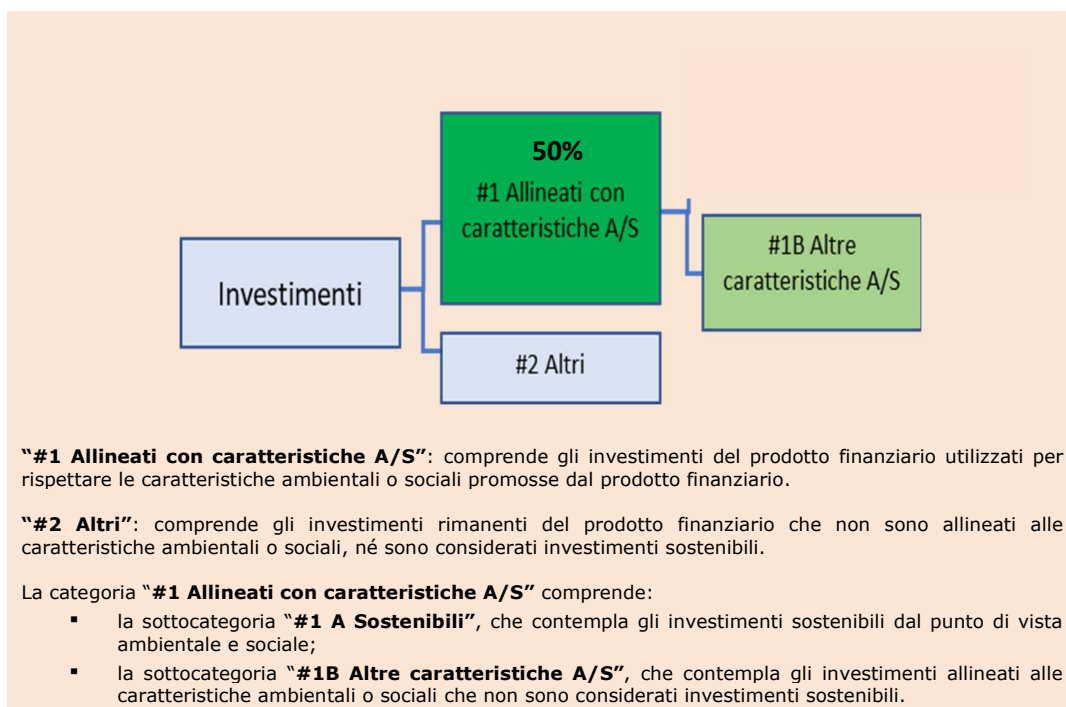 50%
#1 Allineati con
caratteristiche A/S
#1B Altre
caratteristiche A/S
Investimenti
#2 Altri
“#1 Allineati con caratteristiche A/S”: comprende gli investimenti del prodotto finanziario utilizzati per
rispettare le caratteristiche ambientali o sociali promosse dal prodotto finanziario.
“#2 Altri”: comprende gli investimenti rimanenti del prodotto finanziario che non sono allineati alle
caratteristiche ambientali o sociali, né sono considerati investimenti sostenibili.
La categoria “#1 Allineati con caratteristiche A/S” comprende:
▪ la sottocategoria “#1 A Sostenibili”, che contempla gli investimenti sostenibili dal punto di vista
ambientale e sociale;
▪ la sottocategoria “#1B Altre caratteristiche A/S”, che contempla gli investimenti allineati alle
caratteristiche ambientali o sociali che non sono considerati investimenti sostenibili.